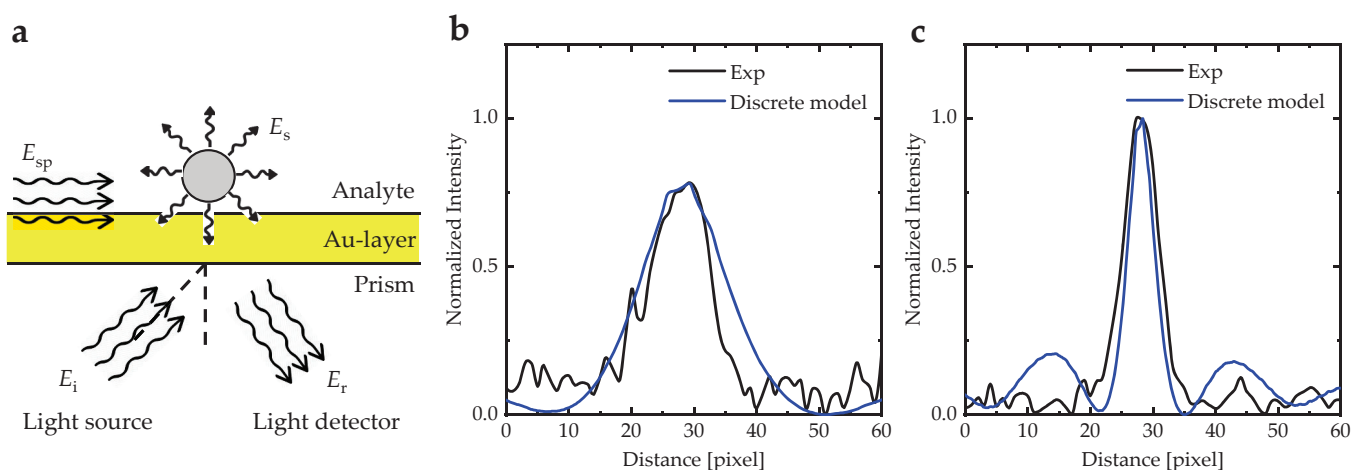 a
E_sp
E_s
Analyte
Au-layer
Prism
E_i
E_r
Light source
Light detector
b
Exp
Discrete model
1.0
0.5
0.0
Normalized Intensity
0 10 20 30 40 50 60
Distance [pixel]
c
Exp
Discrete model
1.0
0.5
0.0
Normalized Intensity
0 10 20 30 40 50 60
Distance [pixel]